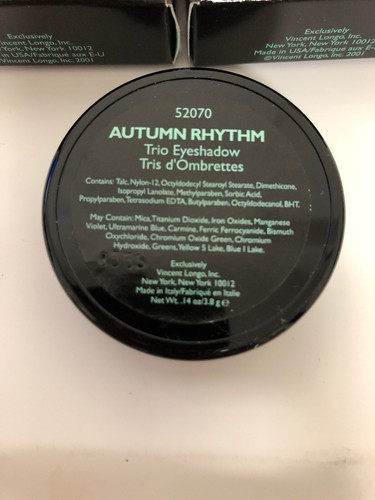 Exclusively
Vincent Longo, Inc.
New York, New York 10012
Made in USA/Fabriqué aux E-U
Vincent Longo, Inc. 2001
Exclusively
Vincent Longo, Inc.
New York, New York 10012
Made in USA/Fabriqué aux E-U
©Vincent Longo, Inc. 2001
52070
AUTUMN RHYTHM
Trio Eyeshadow
Tris d'Ombrettes
Contains: Talc, Nylon-12, Octyldodecyl Stearoyl Stearate, Dimethicone,
Isopropyl Lanolate, Methylparaben, Sorbic Acid,
Propylparaben, Tetrasodium EDTA, Butylparaben, Octyldodecanol, BHT.
May Contain: Mica, Titanium Dioxide, Iron Oxides, Manganese
Violet, Ultramarine Blue, Carmine, Ferric Ferrocyanide, Bismuth
Oxychloride, Chromium Oxide Green, Chromium
Hydroxide, Greens, Yellow 5 Lake, Blue 1 Lake.
Exclusively
Vincent Longo, Inc.
New York, New York 10012
Made in Italy/Fabriqué en Italie
Net Wt. .14 oz/3.8 g ℮